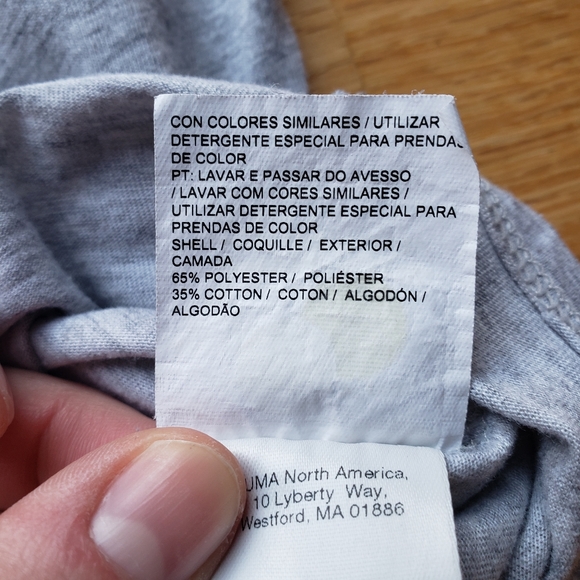 CON COLORES SIMILARES / UTILIZAR
DETERGENTE ESPECIAL PARA PRENDAS
DE COLOR
PT: LAVAR E PASSAR DO AVESSO
/ LAVAR COM CORES SIMILARES /
UTILIZAR DETERGENTE ESPECIAL PARA
PRENDAS DE COLOR
SHELL / COQUILLE / EXTERIOR /
CAMADA
65% POLYESTER / POLIÉSTER
35% COTTON / COTON / ALGODÓN /
ALGODÃO
UMA North America,
10 Lyberty Way,
Westford, MA 01886